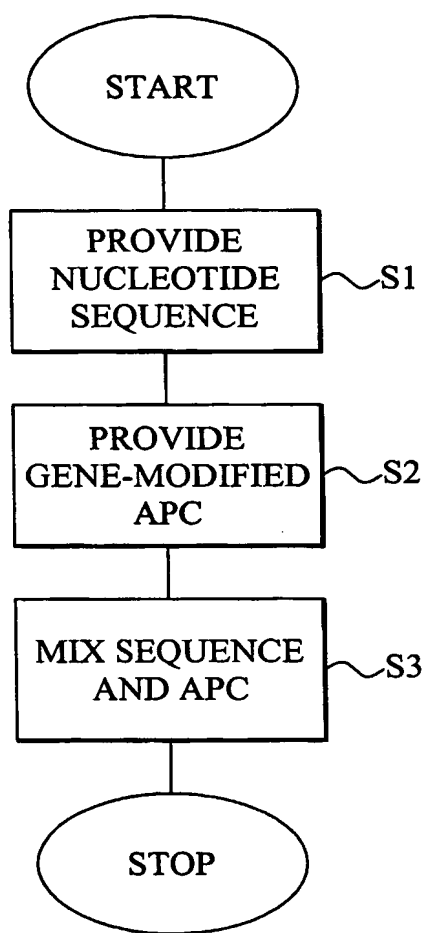 START
PROVIDE
NUCLEOTIDE
SEQUENCE
S1
PROVIDE
GENE-MODIFIED
APC
S2
MIX SEQUENCE
AND APC
S3
STOP